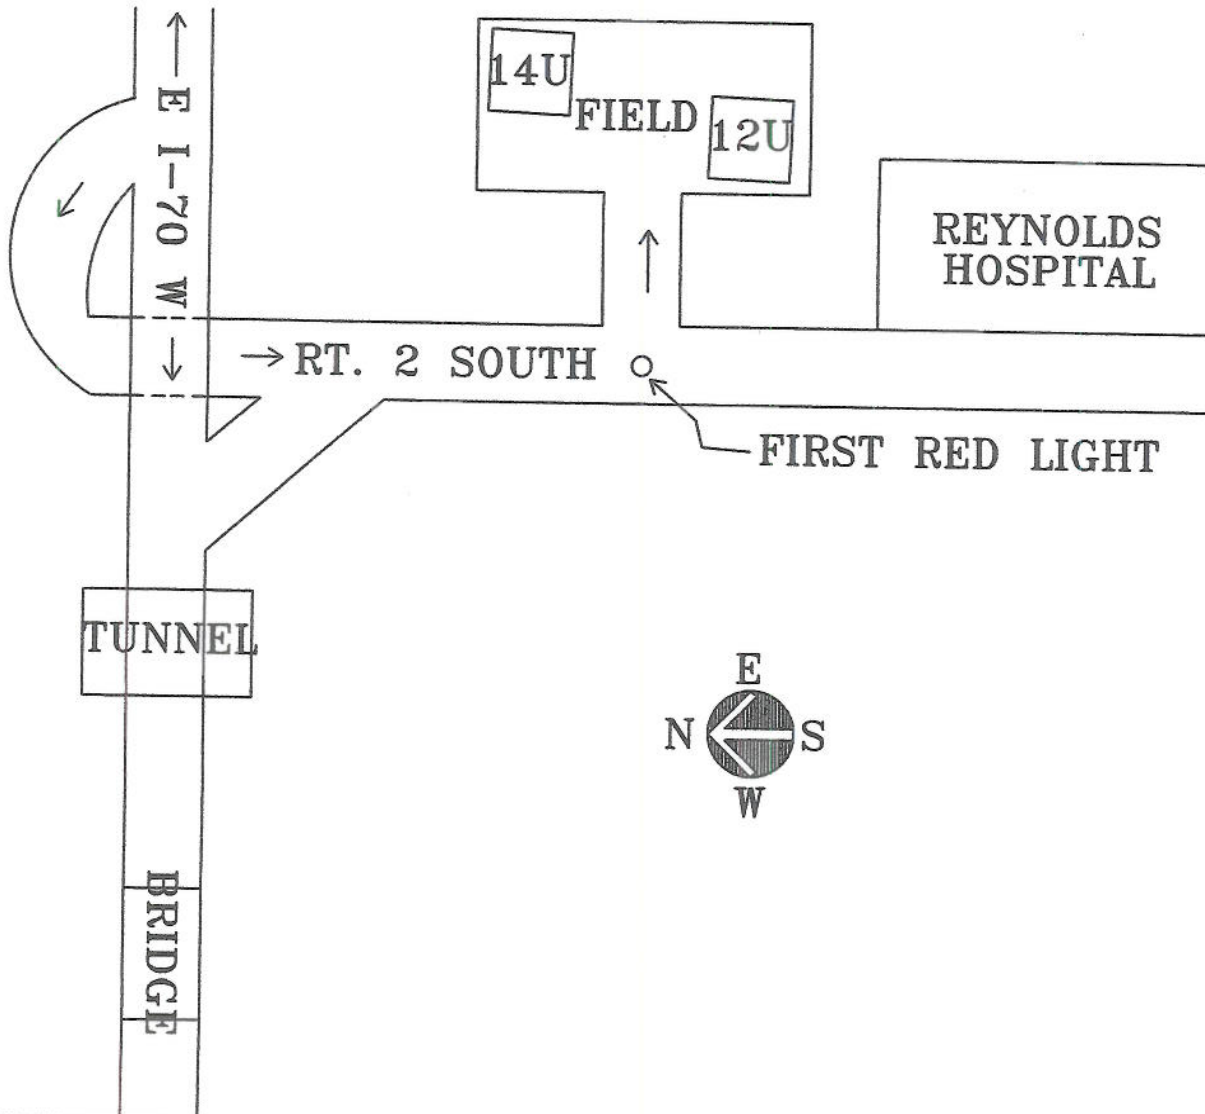 14U
FIELD
12U
E I-70 W
REYNOLDS
HOSPITAL
RT. 2 SOUTH
FIRST RED LIGHT
TUNNEL
E
N
S
W
BRIDGE